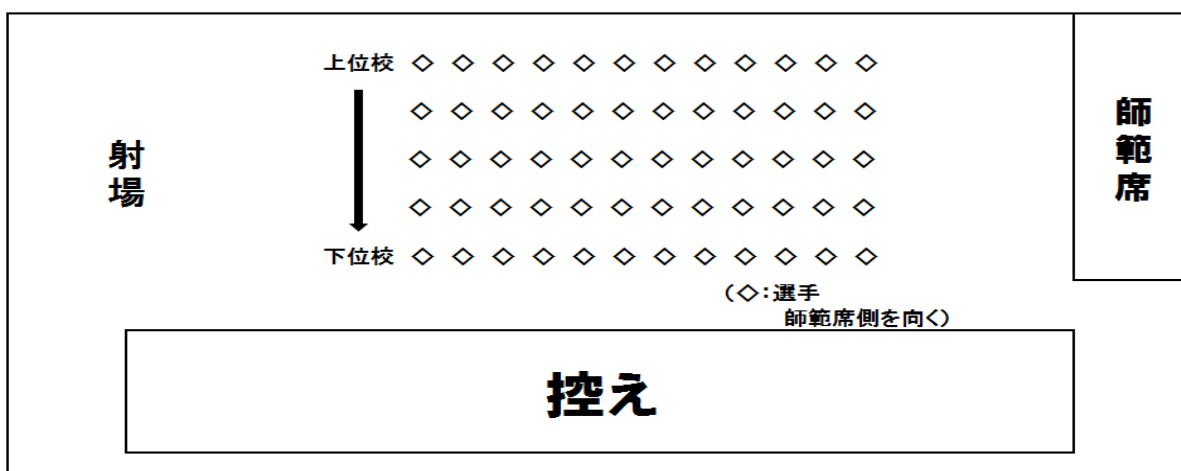 上位校 ◇ ◇ ◇ ◇ ◇ ◇ ◇ ◇ ◇ ◇ ◇ ◇
◇ ◇ ◇ ◇ ◇ ◇ ◇ ◇ ◇ ◇ ◇ ◇
◇ ◇ ◇ ◇ ◇ ◇ ◇ ◇ ◇ ◇ ◇ ◇
◇ ◇ ◇ ◇ ◇ ◇ ◇ ◇ ◇ ◇ ◇ ◇
下位校 ◇ ◇ ◇ ◇ ◇ ◇ ◇ ◇ ◇ ◇ ◇ ◇
(◇:選手
師範席側を向く)
射場
師範席
控え